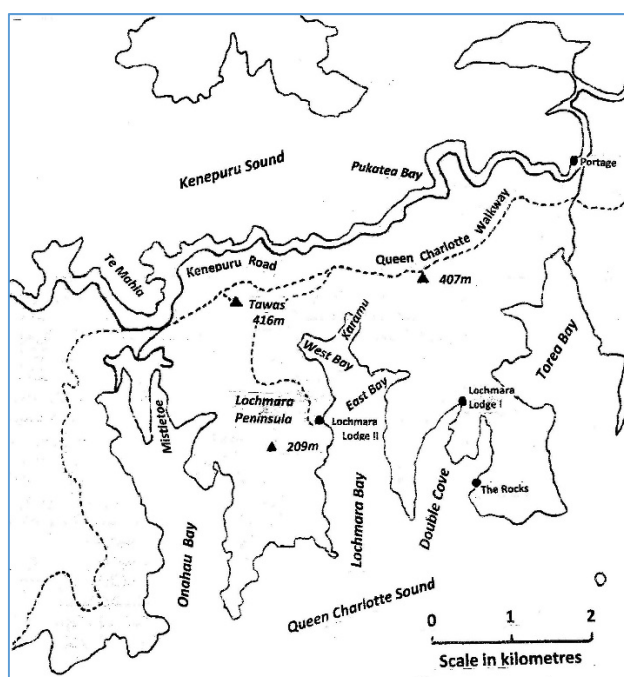 Kenepuru Sound
Pukatea Bay
Portage
Queen Charlotte Walkway
Te Mahia
Kenepuru Road
407m
Tawas
416m
Karamu
West Bay
Torea Bay
East Bay
Lochmara
Peninsula
Lochmara
Lodge I
Mistletoe
Lochmara
Lodge II
209m
The Rocks
Double Cove
Lochmara Bay
Onahau Bay
Queen Charlotte Sound
0 1 2
Scale in kilometres